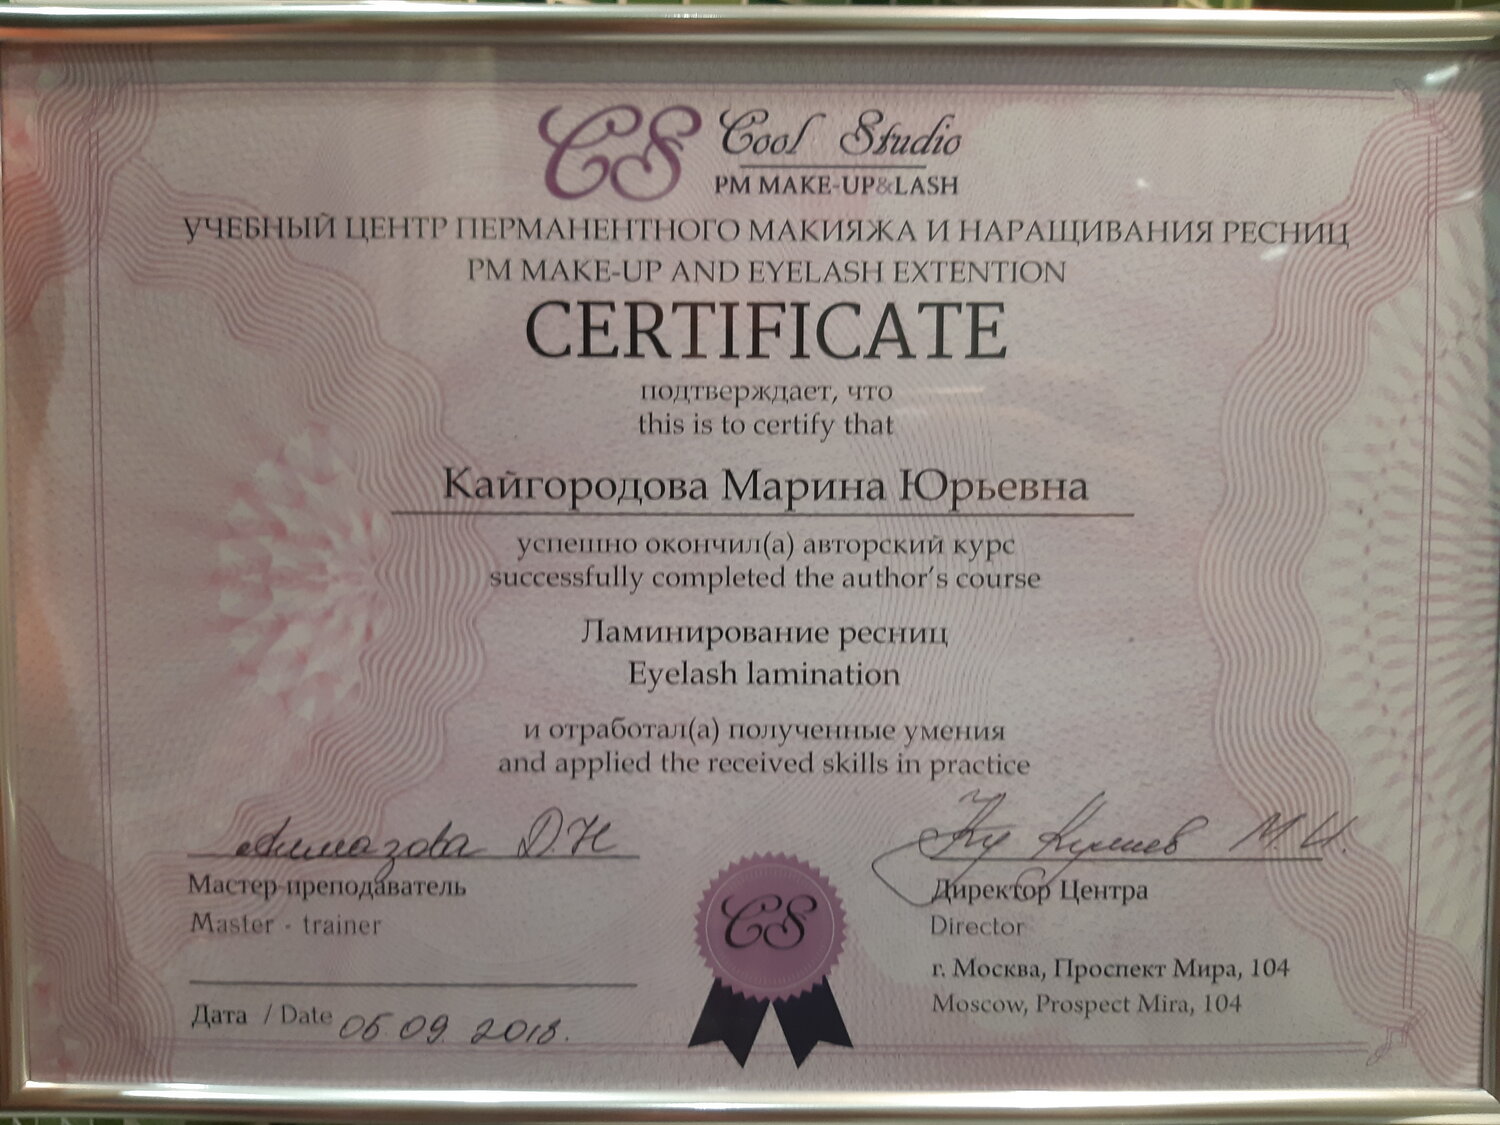 CS Cool Studio
PM MAKE-UP&LASH
УЧЕБНЫЙ ЦЕНТР ПЕРМАНЕНТНОГО МАКИЯЖА И НАРАЩИВАНИЯ РЕСНИЦ
PM MAKE-UP AND EYELASH EXTENTION
CERTIFICATE
подтверждает, что
this is to certify that
Кайгородова Марина Юрьевна
успешно окончил(а) авторский курс
successfully completed the author's course
Ламинирование ресниц
Eyelash lamination
и отработал(а) полученные умения
and applied the received skills in practice
Алмазова Д.Н
М.И.
Мастер-преподаватель
Master - trainer
Директор Центра
Director
г. Москва, Проспект Мира, 104
Moscow, Prospect Mira, 104
CS
Дата / Date 05.09.2018.